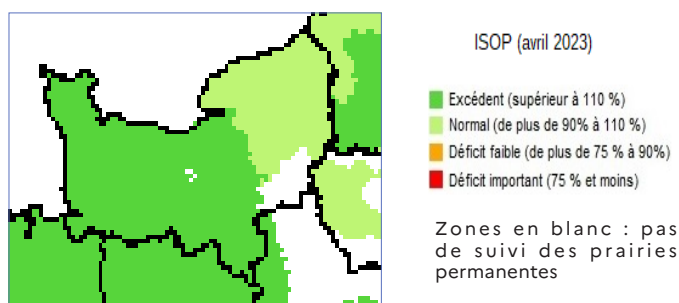 ISOP (avril 2023)
Excédent (supérieur à 110 %)
Normal (de plus de 90% à 110 %)
Déficit faible (de plus de 75 % à 90%)
Déficit important (75 % et moins)
Zones en blanc : pas
de suivi des prairies
permanentes